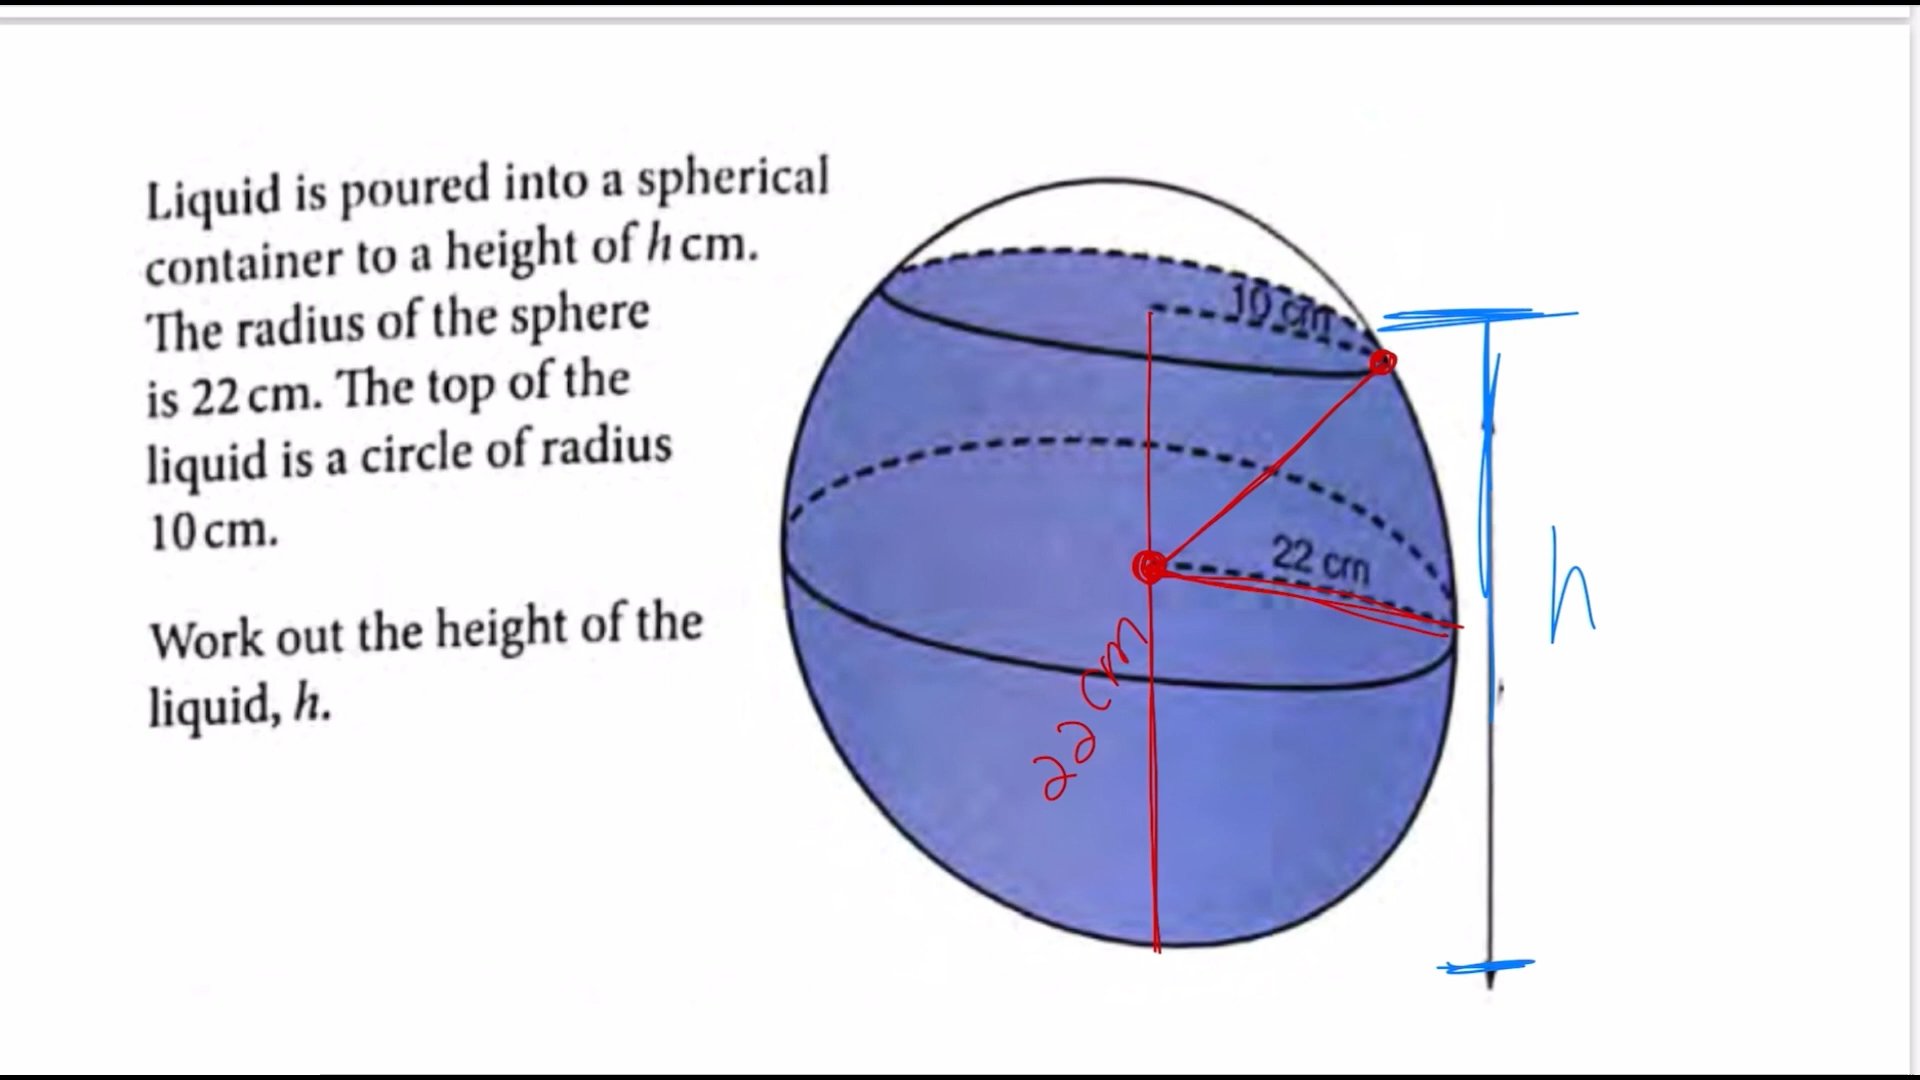 Liquid is poured into a spherical
container to a height of h cm.
The radius of the sphere
is 22 cm. The top of the
liquid is a circle of radius
10 cm.
Work out the height of the
liquid, h.
10 cm
22 cm
22 cm
h